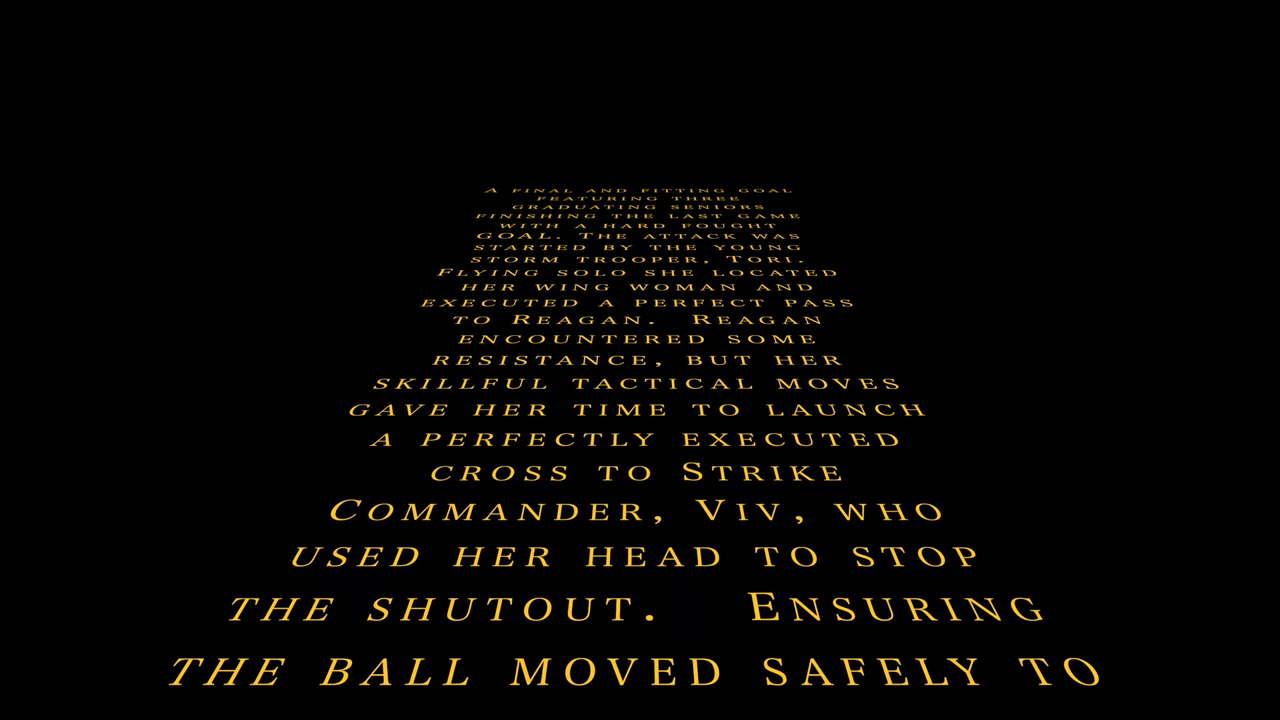 A FINAL AND FITTING GOAL
FEATURING THREE
GRADUATING SENIORS
FINISHING THE LAST GAME
WITH A HARD FOUGHT
GOAL. THE ATTACK WAS
STARTED BY THE YOUNG
STORM TROOPER, TORI.
FLYING SOLO SHE LOCATED
HER WING WOMAN AND
EXECUTED A PERFECT PASS
TO REAGAN. REAGAN
ENCOUNTERED SOME
RESISTANCE, BUT HER
SKILLFUL TACTICAL MOVES
GAVE HER TIME TO LAUNCH
A PERFECTLY EXECUTED
CROSS TO STRIKE
COMMANDER, VIV, WHO
USED HER HEAD TO STOP
THE SHUTOUT. ENSURING
THE BALL MOVED SAFELY TO